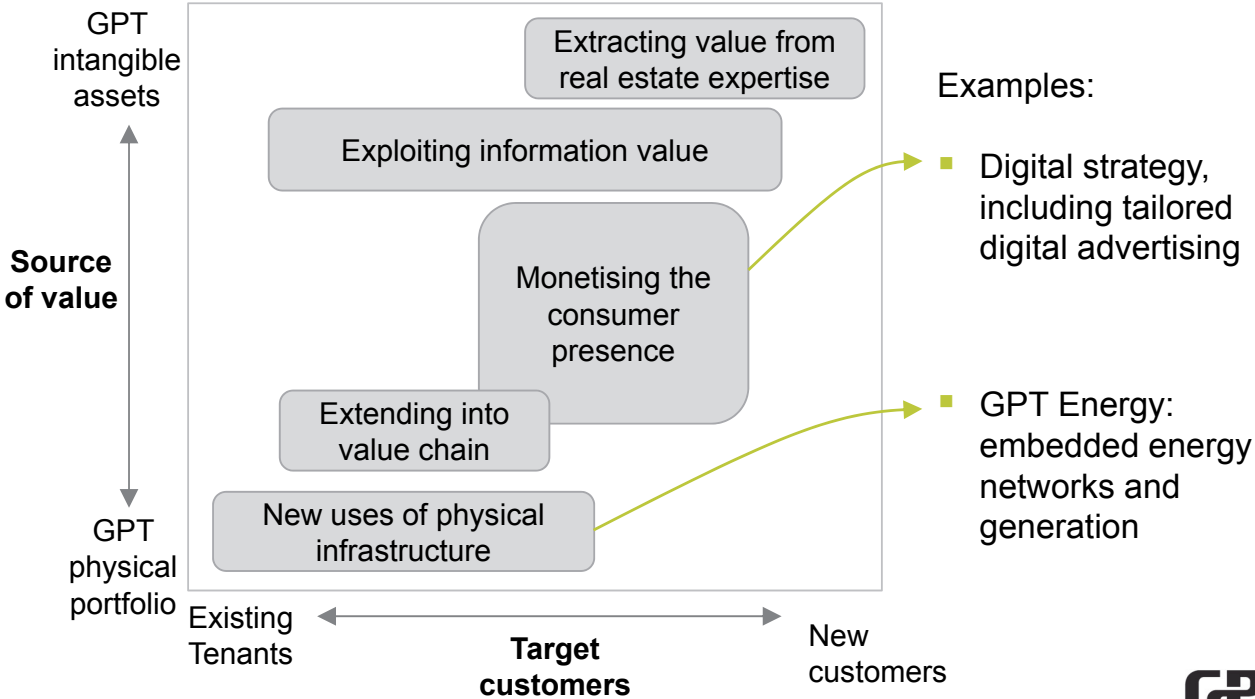 GPT
intangible
assets
Extracting value from
real estate expertise
Examples:
Exploiting information value
Digital strategy,
including tailored
digital advertising
Source
of value
Monetising the
consumer
presence
Extending into
value chain
GPT Energy:
embedded energy
networks and
generation
New uses of physical
infrastructure
GPT
physical
portfolio
Existing
Tenants
Target
customers
New
customers